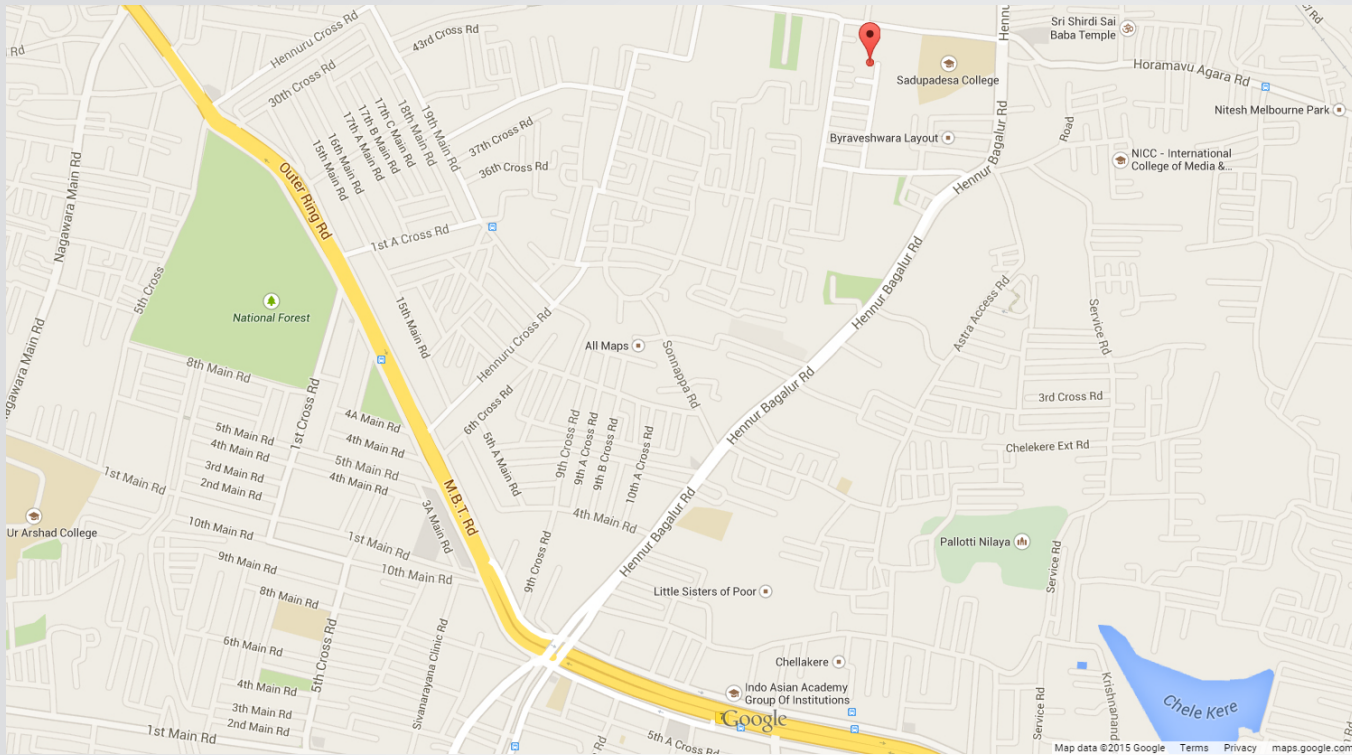 Hennuru Cross
43rd Cross Rd
30th Cross Rd
19th Main Rd
18th Main Rd
17th C Main Rd
17th B Main Rd
17th A Main Rd
16th Main Rd
15th Main Rd
37th Cross Rd
36th Cross Rd
Outer Ring Rd
1st A Cross Rd
Nagawara Main Rd
5th Cross
National Forest
Sri Shirdi Sai
Baba Temple
Horamavu Agara Rd
Sadupadesa College
Nitesh Melbourne Park
Byraveshwara Layout
Road
NICC - International
College of Media &...
Hennur Bagalur Rd
Hennur Bagalur Rd
Hennur Bagalur Rd
Hennur Bagalur Rd
Hennur Bagalur Rd
Hennur Bagalur Rd
15th Main Rd
Hennuru Cross Rd
All Maps
Sonnappa Rd
Astra Access Rd
Service Rd
3rd Cross Rd
Chelekere Ext Rd
8th Main Rd
1st Cross Rd
4A Main Rd
4th Main Rd
5th Main Rd
4th Main Rd
5th Main Rd
4th Main Rd
3rd Main Rd
2nd Main Rd
6th Cross Rd
5th A Main Rd
9th Cross Rd
9th A Cross Rd
9th B Cross Rd
10th A Cross Rd
4th Main Rd
M.B.T. Rd
3A Main Rd
1st Main Rd
10th Main Rd
1st Main Rd
10th Main Rd
9th Main Rd
8th Main Rd
6th Main Rd
4th Main Rd
3th Main Rd
2nd Main Rd
1st Main Rd
5th Cross Rd
Sivanarayana Clinic Rd
9th Cross Rd
Ur Arshad College
Pallotti Nilaya
Service Rd
Little Sisters of Poor
Chellakere
Indo Asian Academy
Group Of Institutions
Google
5th A Cross Rd
Service Rd
Chele Kere
Map data ©2015 Google Terms Privacy maps.google.com